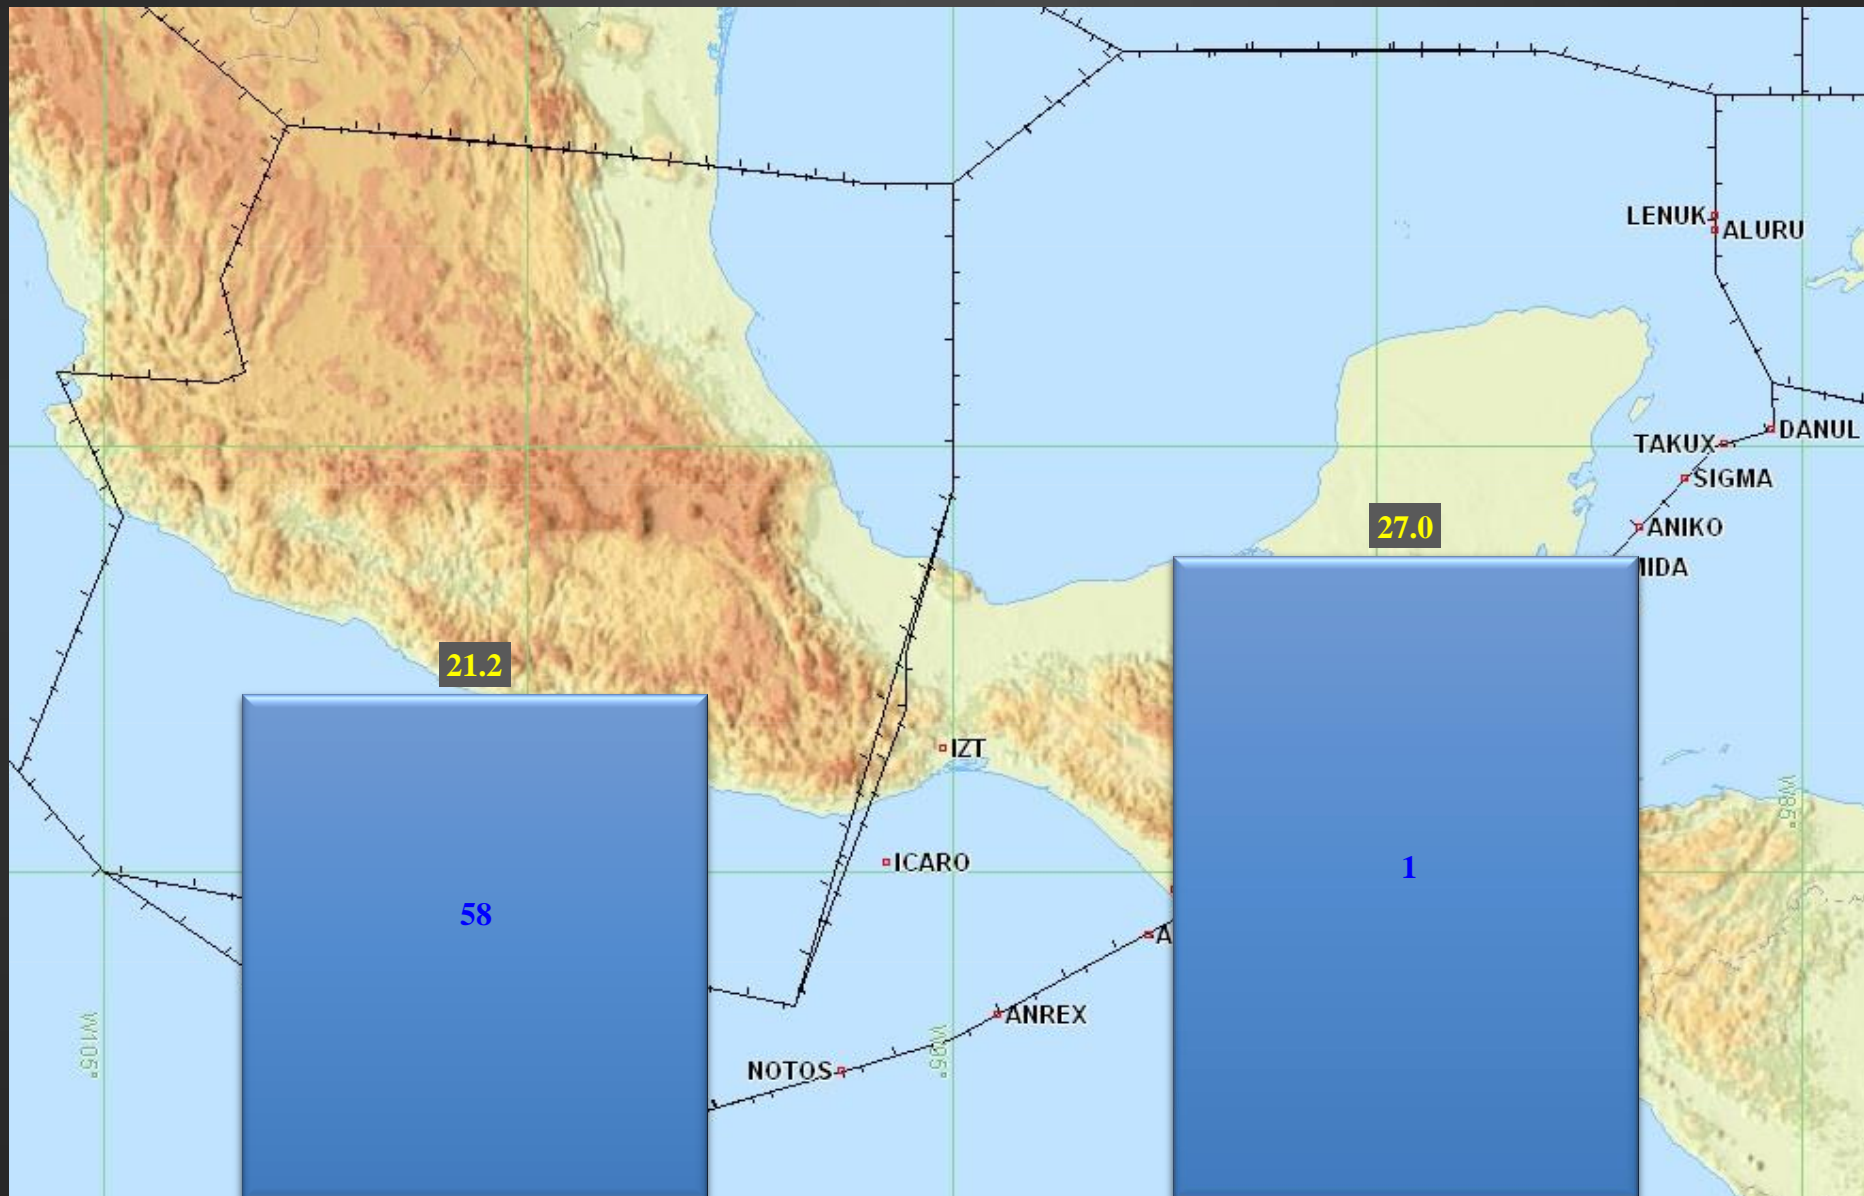 LENUK
ALURU
DANUL
TAKUX
SIGMA
27.0
ANIKO
21.2
IZT
W85°
ICARO
1
58
ANREX
W105°
W95°
NOTOS